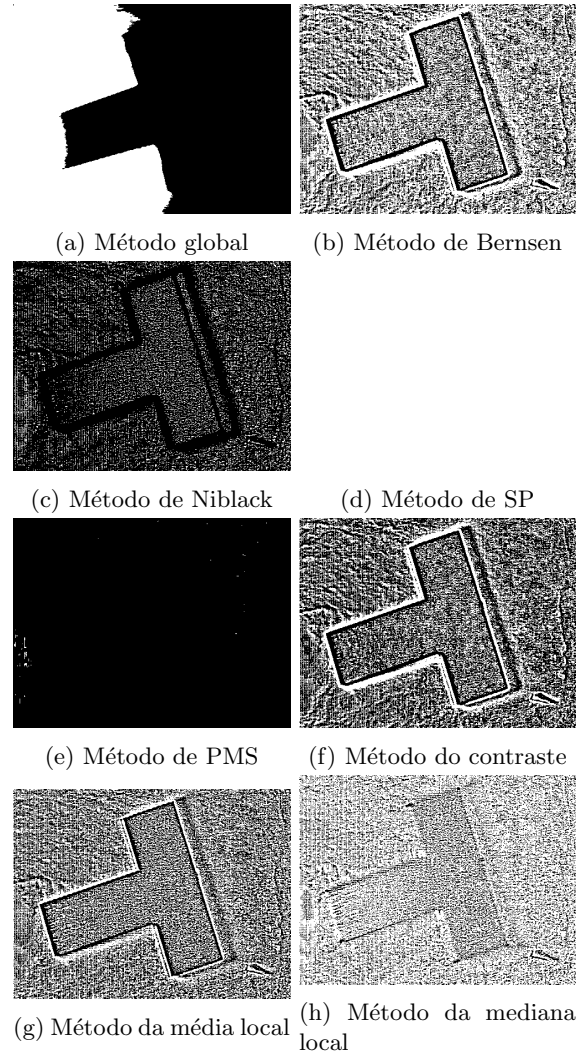 (a) Método global
(b) Método de Bernsen
(c) Método de Niblack
(d) Método de SP
(e) Método de PMS
(f) Método do contraste
(g) Método da média local
(h) Método da mediana
local